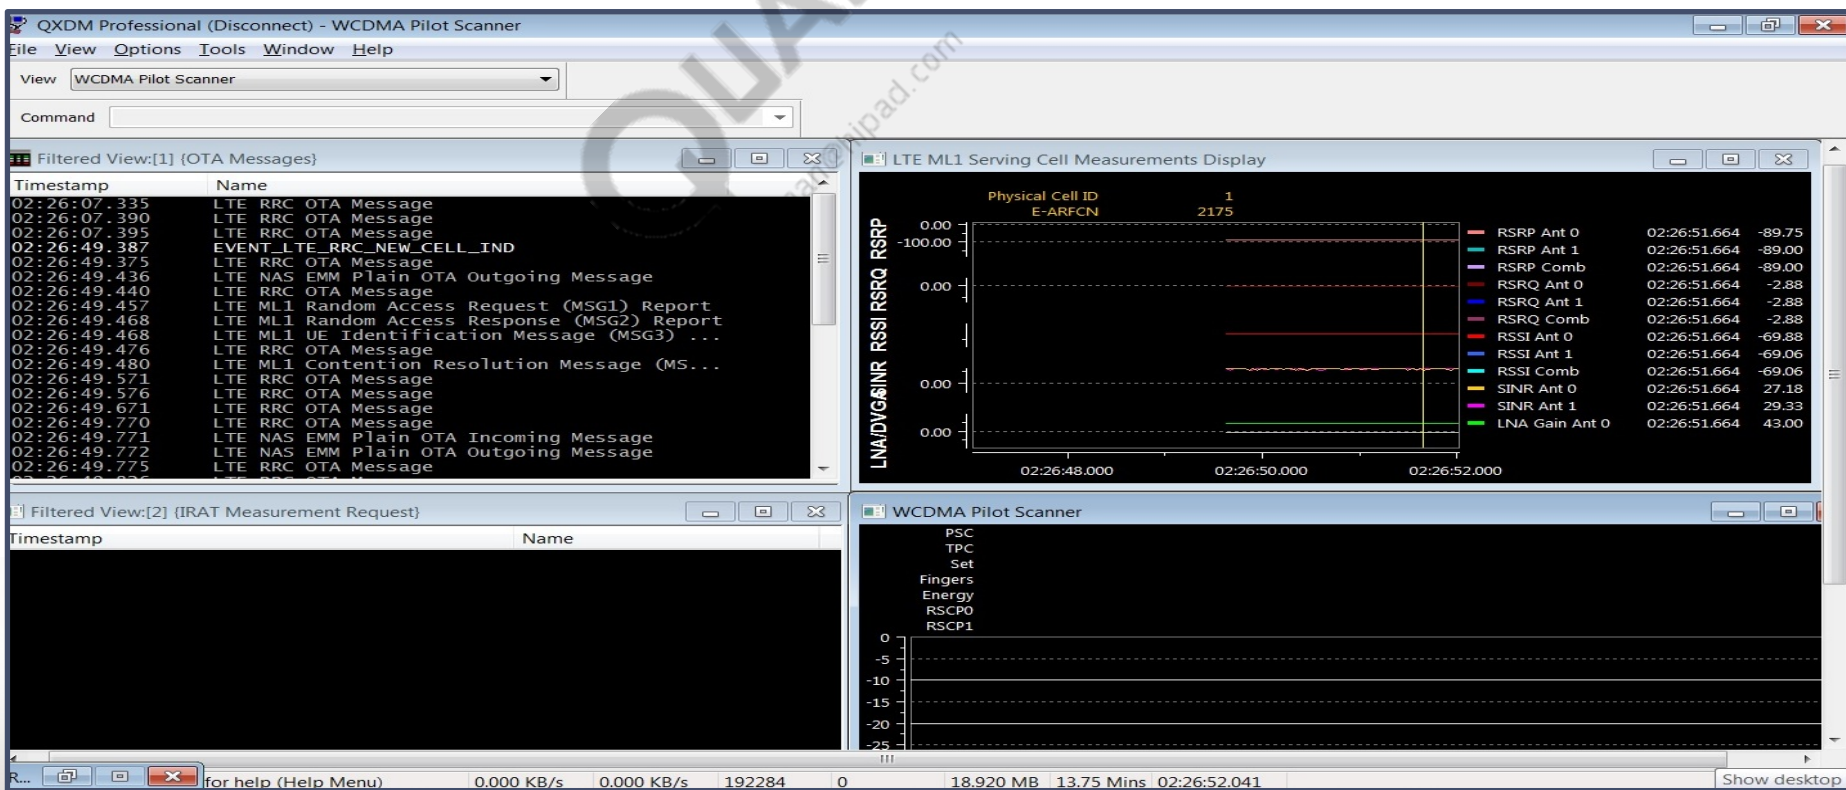 QXDM Professional (Disconnect) - WCDMA Pilot Scanner
File View Options Tools Window Help
View WCDMA Pilot Scanner
Command
Filtered View:[1] {OTA Messages}
Timestamp Name
02:26:07.335 LTE RRC OTA Message
02:26:07.390 LTE RRC OTA Message
02:26:07.395 LTE RRC OTA Message
02:26:49.387 EVENT_LTE_RRC_NEW_CELL_IND
02:26:49.375 LTE RRC OTA Message
02:26:49.436 LTE NAS EMM Plain OTA Outgoing Message
02:26:49.440 LTE RRC OTA Message
02:26:49.457 LTE ML1 Random Access Request (MSG1) Report
02:26:49.468 LTE ML1 Random Access Response (MSG2) Report
02:26:49.468 LTE ML1 UE Identification Message (MSG3) ...
02:26:49.476 LTE RRC OTA Message
02:26:49.480 LTE ML1 Contention Resolution Message (MS...
02:26:49.571 LTE RRC OTA Message
02:26:49.576 LTE RRC OTA Message
02:26:49.671 LTE RRC OTA Message
02:26:49.770 LTE RRC OTA Message
02:26:49.771 LTE NAS EMM Plain OTA Incoming Message
02:26:49.772 LTE NAS EMM Plain OTA Outgoing Message
02:26:49.775 LTE RRC OTA Message
LTE ML1 Serving Cell Measurements Display
Physical Cell ID 1
E-ARFCN 2175
RSRP
0.00
-100.00
RSRQ
0.00
RSSI
SINR
0.00
LNA/DVGA
0.00
RSRP Ant 0 02:26:51.664 -89.75
RSRP Ant 1 02:26:51.664 -89.00
RSRP Comb 02:26:51.664 -89.00
RSRQ Ant 0 02:26:51.664 -2.88
RSRQ Ant 1 02:26:51.664 -2.88
RSRQ Comb 02:26:51.664 -2.88
RSSI Ant 0 02:26:51.664 -69.88
RSSI Ant 1 02:26:51.664 -69.06
RSSI Comb 02:26:51.664 -69.06
SINR Ant 0 02:26:51.664 27.18
SINR Ant 1 02:26:51.664 29.33
LNA Gain Ant 0 02:26:51.664 43.00
02:26:48.000 02:26:50.000 02:26:52.000
Filtered View:[2] {IRAT Measurement Request}
Timestamp Name
WCDMA Pilot Scanner
PSC
TPC
Set
Fingers
Energy
RSCP0
RSCP1
0
-5
-10
-15
-20
-25
R... for help (Help Menu) 0.000 KB/s 0.000 KB/s 192284 0 18.920 MB 13.75 Mins 02:26:52.041
Show desktop